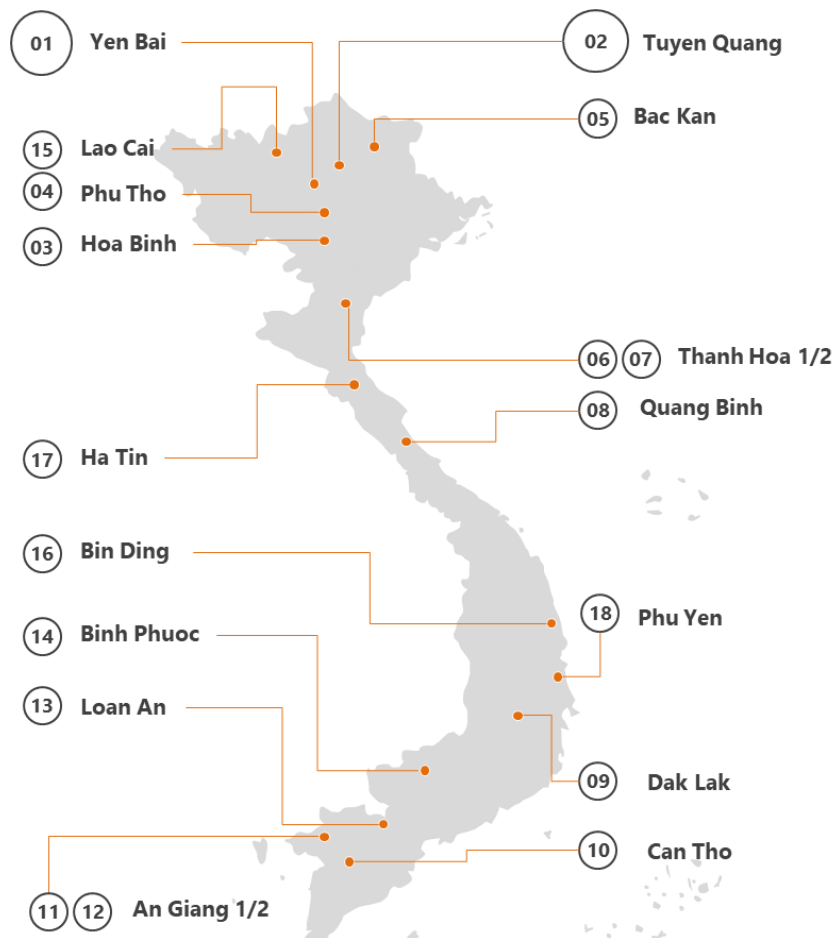 01 Yen Bai
02 Tuyen Quang
05 Bac Kan
15 Lao Cai
04 Phu Tho
03 Hoa Binh
06 07 Thanh Hoa 1/2
08 Quang Binh
17 Ha Tin
16 Bin Ding
18 Phu Yen
14 Binh Phuoc
13 Loan An
09 Dak Lak
10 Can Tho
11 12 An Giang 1/2